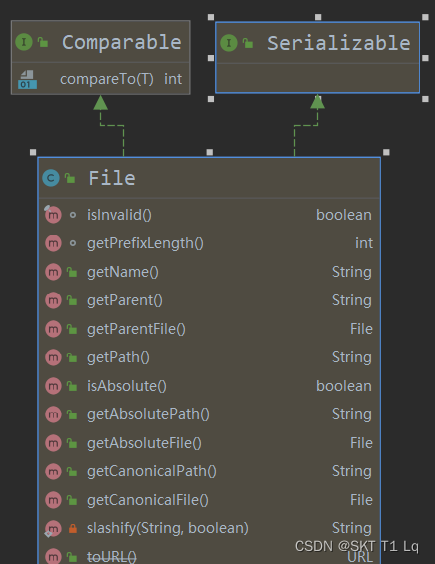 I Comparable
compareTo(T) int
01
I Serializable
C File
m isInvalid() boolean
m getPrefixLength() int
m getName() String
m getParent() String
m getParentFile() File
m getPath() String
m isAbsolute() boolean
m getAbsolutePath() String
m getAbsoluteFile() File
m getCanonicalPath() String
m getCanonicalFile() File
m slashify(String, boolean) String
m toURL() URL
CSDN @SKT T1 Lq